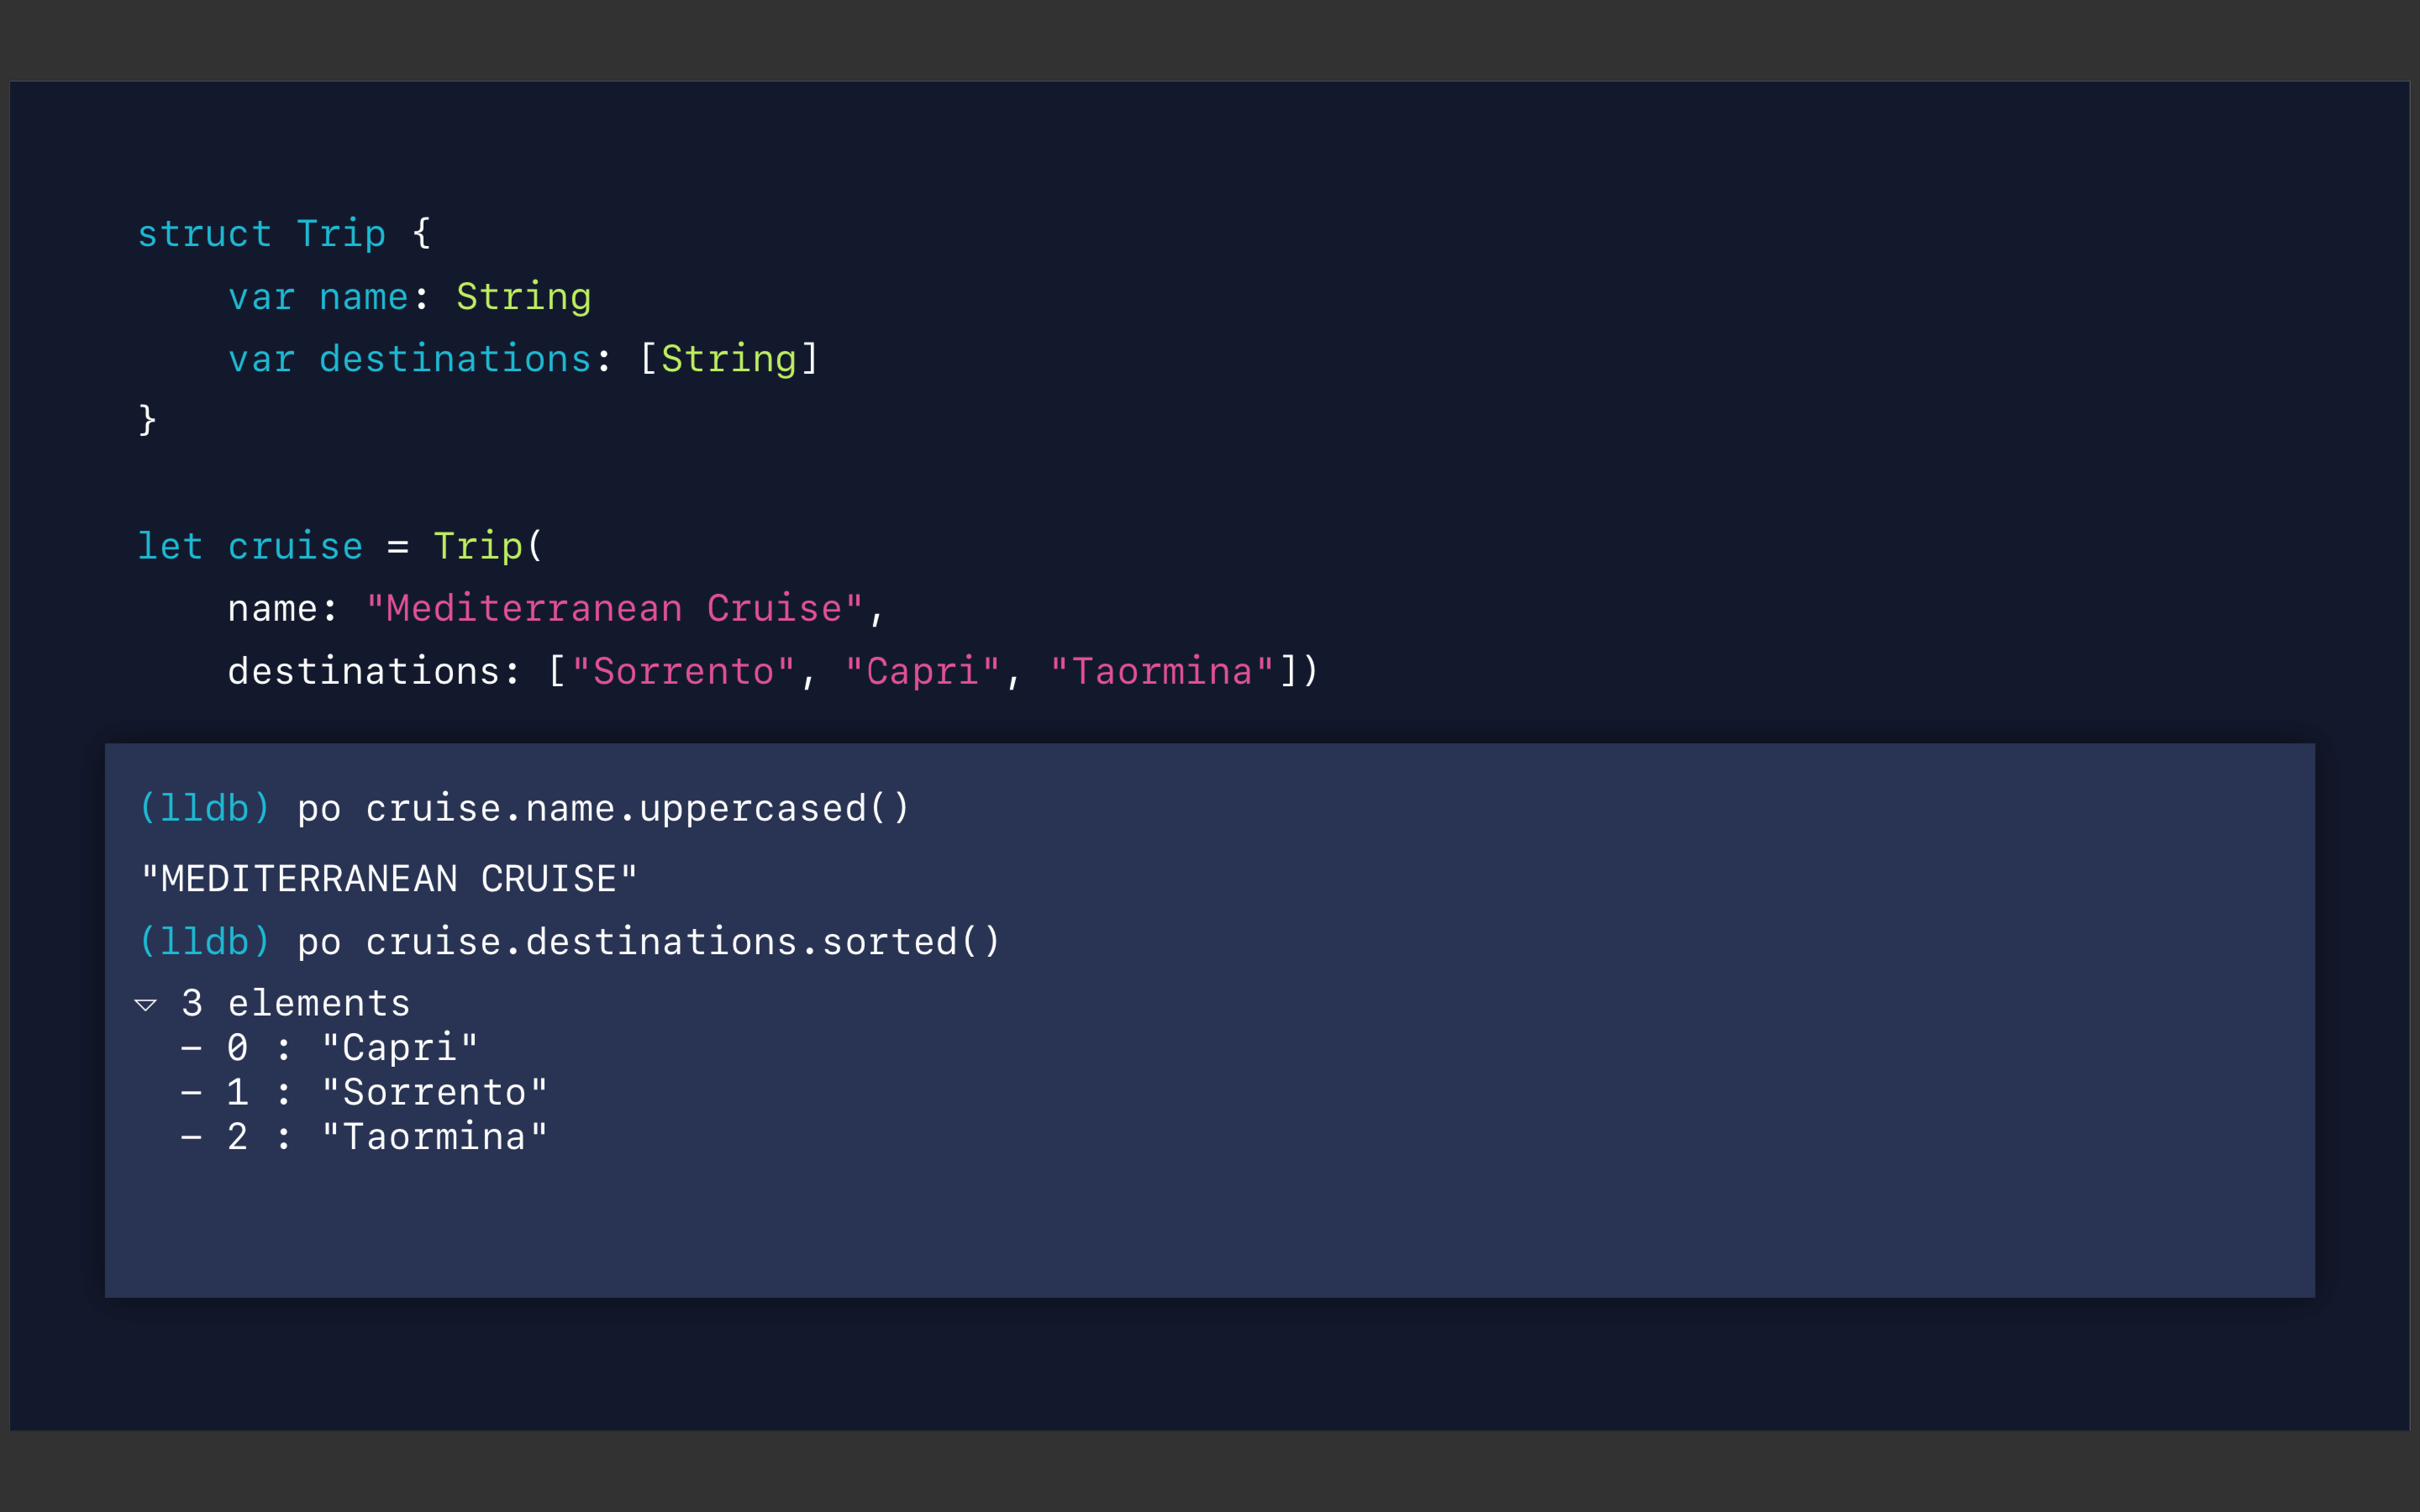 struct Trip {
    var name: String
    var destinations: [String]
}
let cruise = Trip(
    name: "Mediterranean Cruise",
    destinations: ["Sorrento", "Capri", "Taormina"])
(lldb) po cruise.name.uppercased()
"MEDITERRANEAN CRUISE"
(lldb) po cruise.destinations.sorted()
▿ 3 elements
  – 0 : "Capri"
  – 1 : "Sorrento"
  – 2 : "Taormina"